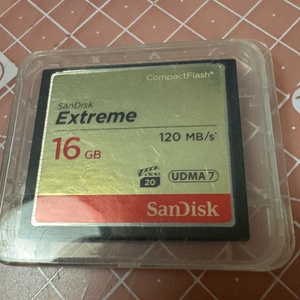 CompactFlash®
SanDisk
Extreme
16 GB
120 MB/s*
20
UDMA 7
SanDisk